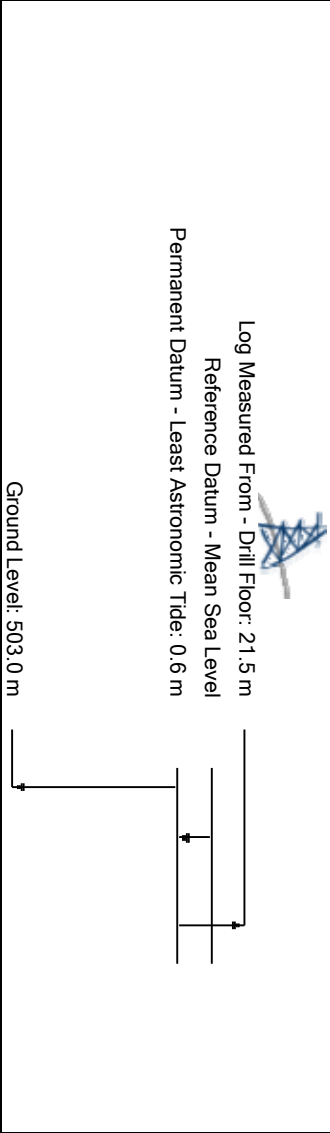 Log Measured From - Drill Floor: 21.5 m
Reference Datum - Mean Sea Level
Permanent Datum - Least Astronomic Tide: 0.6 m
Ground Level: 503.0 m